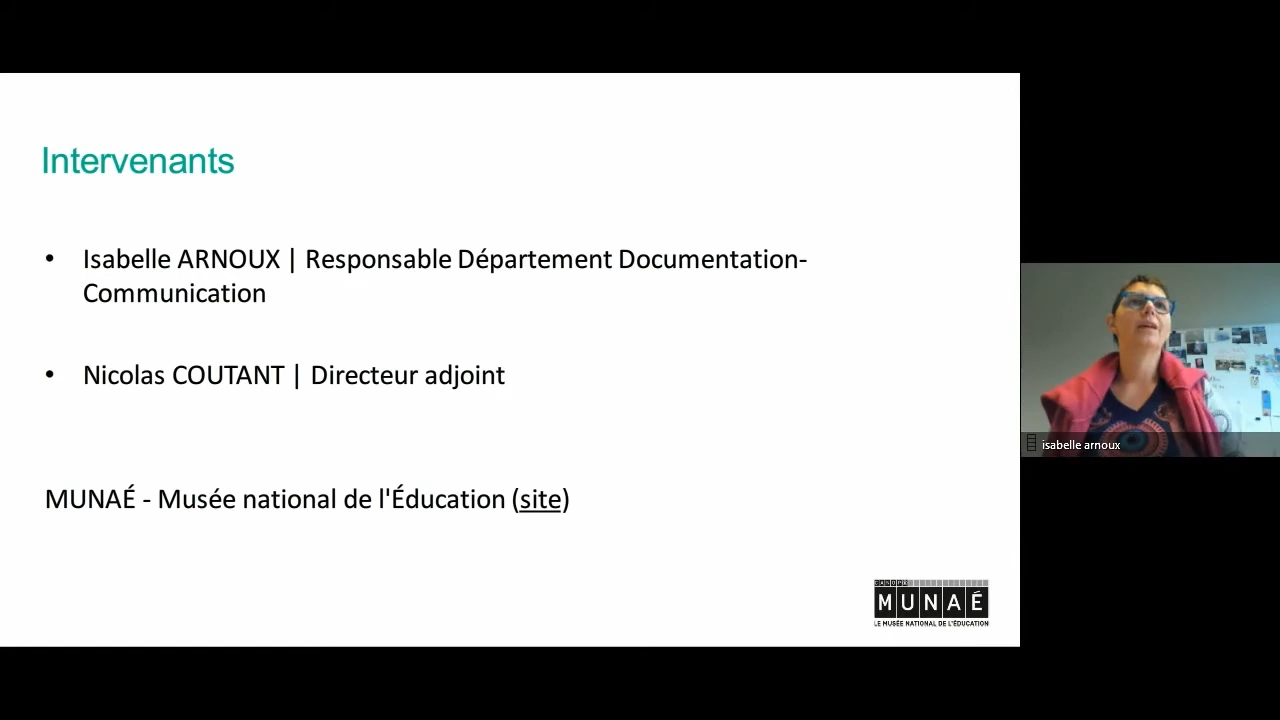 Intervenants
• Isabelle ARNOUX | Responsable Département Documentation-
Communication
• Nicolas COUTANT | Directeur adjoint
MUNAÉ - Musée national de l'Éducation (site)
CANOPÉ
MUNAÉ
LE MUSÉE NATIONAL DE L'ÉDUCATION
isabelle arnoux